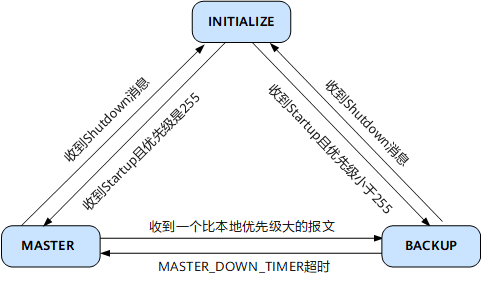 INITIALIZE
收到Shutdown消息
收到Startup且优先级是255
收到Startup且优先级小于255
收到Shutdown消息
收到一个比本地优先级大的报文
MASTER
BACKUP
MASTER_DOWN_TIMER超时